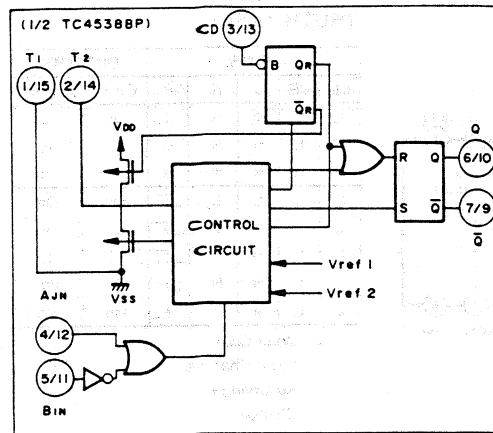 (1/2 TC4538BP)
CD 3/13
T1 T2
1/15 2/14
B QR
Q̅R
VDD
R Q
S Q̅
Q
6/10
7/9
Q̅
CONTROL
CIRCUIT
Vref 1
Vref 2
VSS
AIN
4/12
5/11
BIN